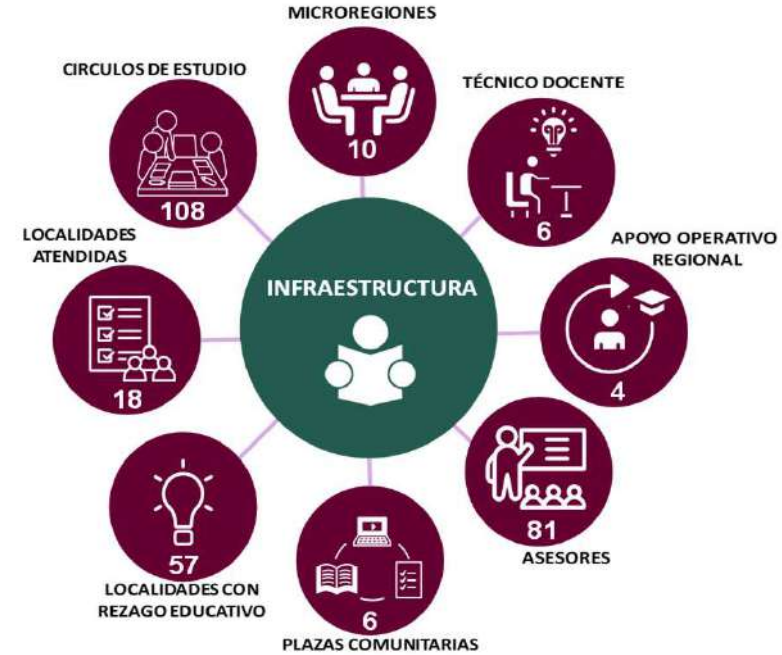 MICROREGIONES
10
TÉCNICO DOCENTE
6
APOYO OPERATIVO
REGIONAL
4
81
ASESORES
6
PLAZAS COMUNITARIAS
57
LOCALIDADES CON
REZAGO EDUCATIVO
LOCALIDADES
ATENDIDAS
18
CIRCULOS DE ESTUDIO
108
INFRAESTRUCTURA